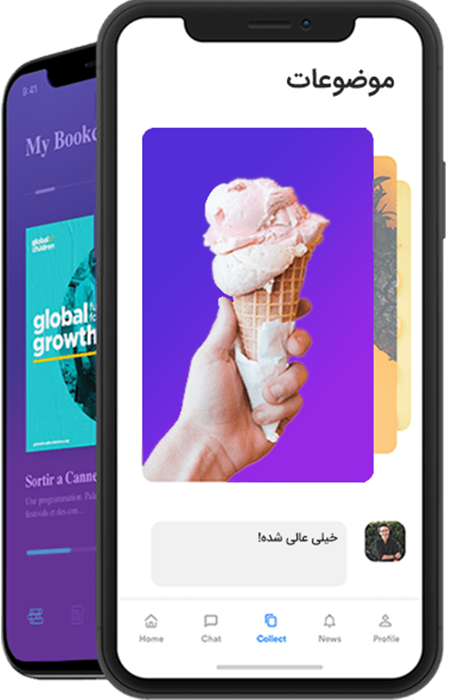 موضوعات
خیلی عالی شده!
Home
Chat
Collect
News
Profile
9:41
My Bookc
global
children
global
growth
Sortir a Canne
Une programmation. Pala
festivals et des con...